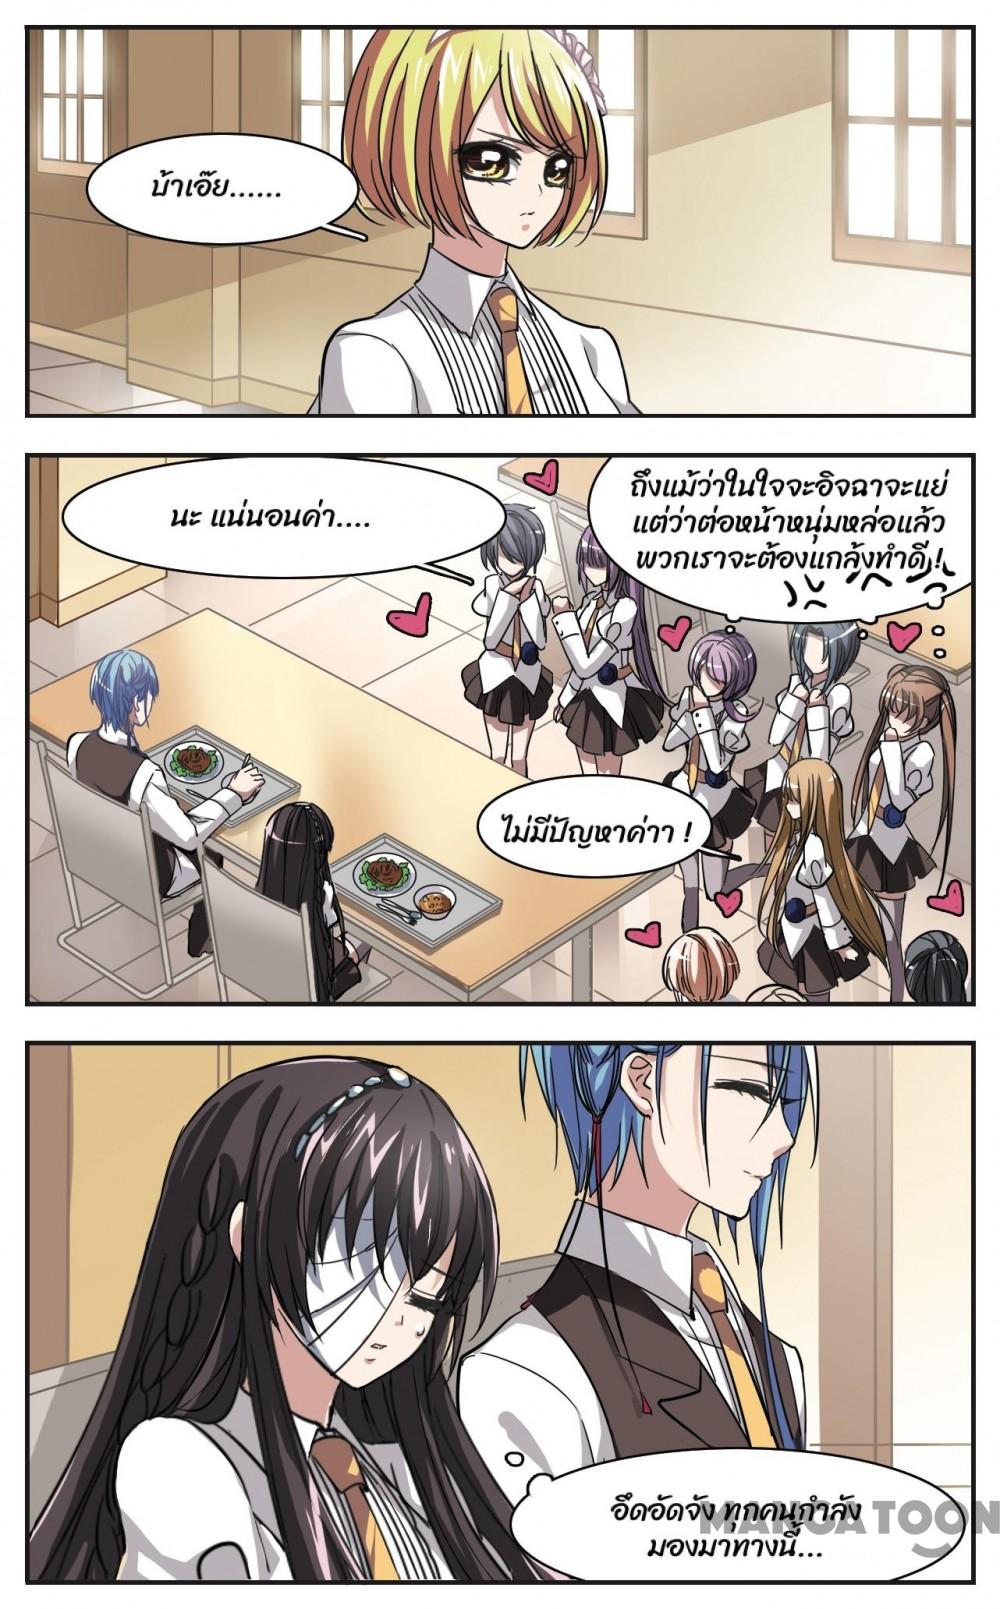 บ้าเอ๊ย......
นะ แน่นอนค่า....
ถึงแม้ว่าในใจจะอิจฉาจะแย่
แต่ว่าต่อหน้าหนุ่มหล่อแล้ว
พวกเราจะต้องแกล้งทำดี !
ไม่มีปัญหาค่าา !
อึดอัดจัง ทุกคนกำลัง
มองมาทางนี้...
MANGA TOON